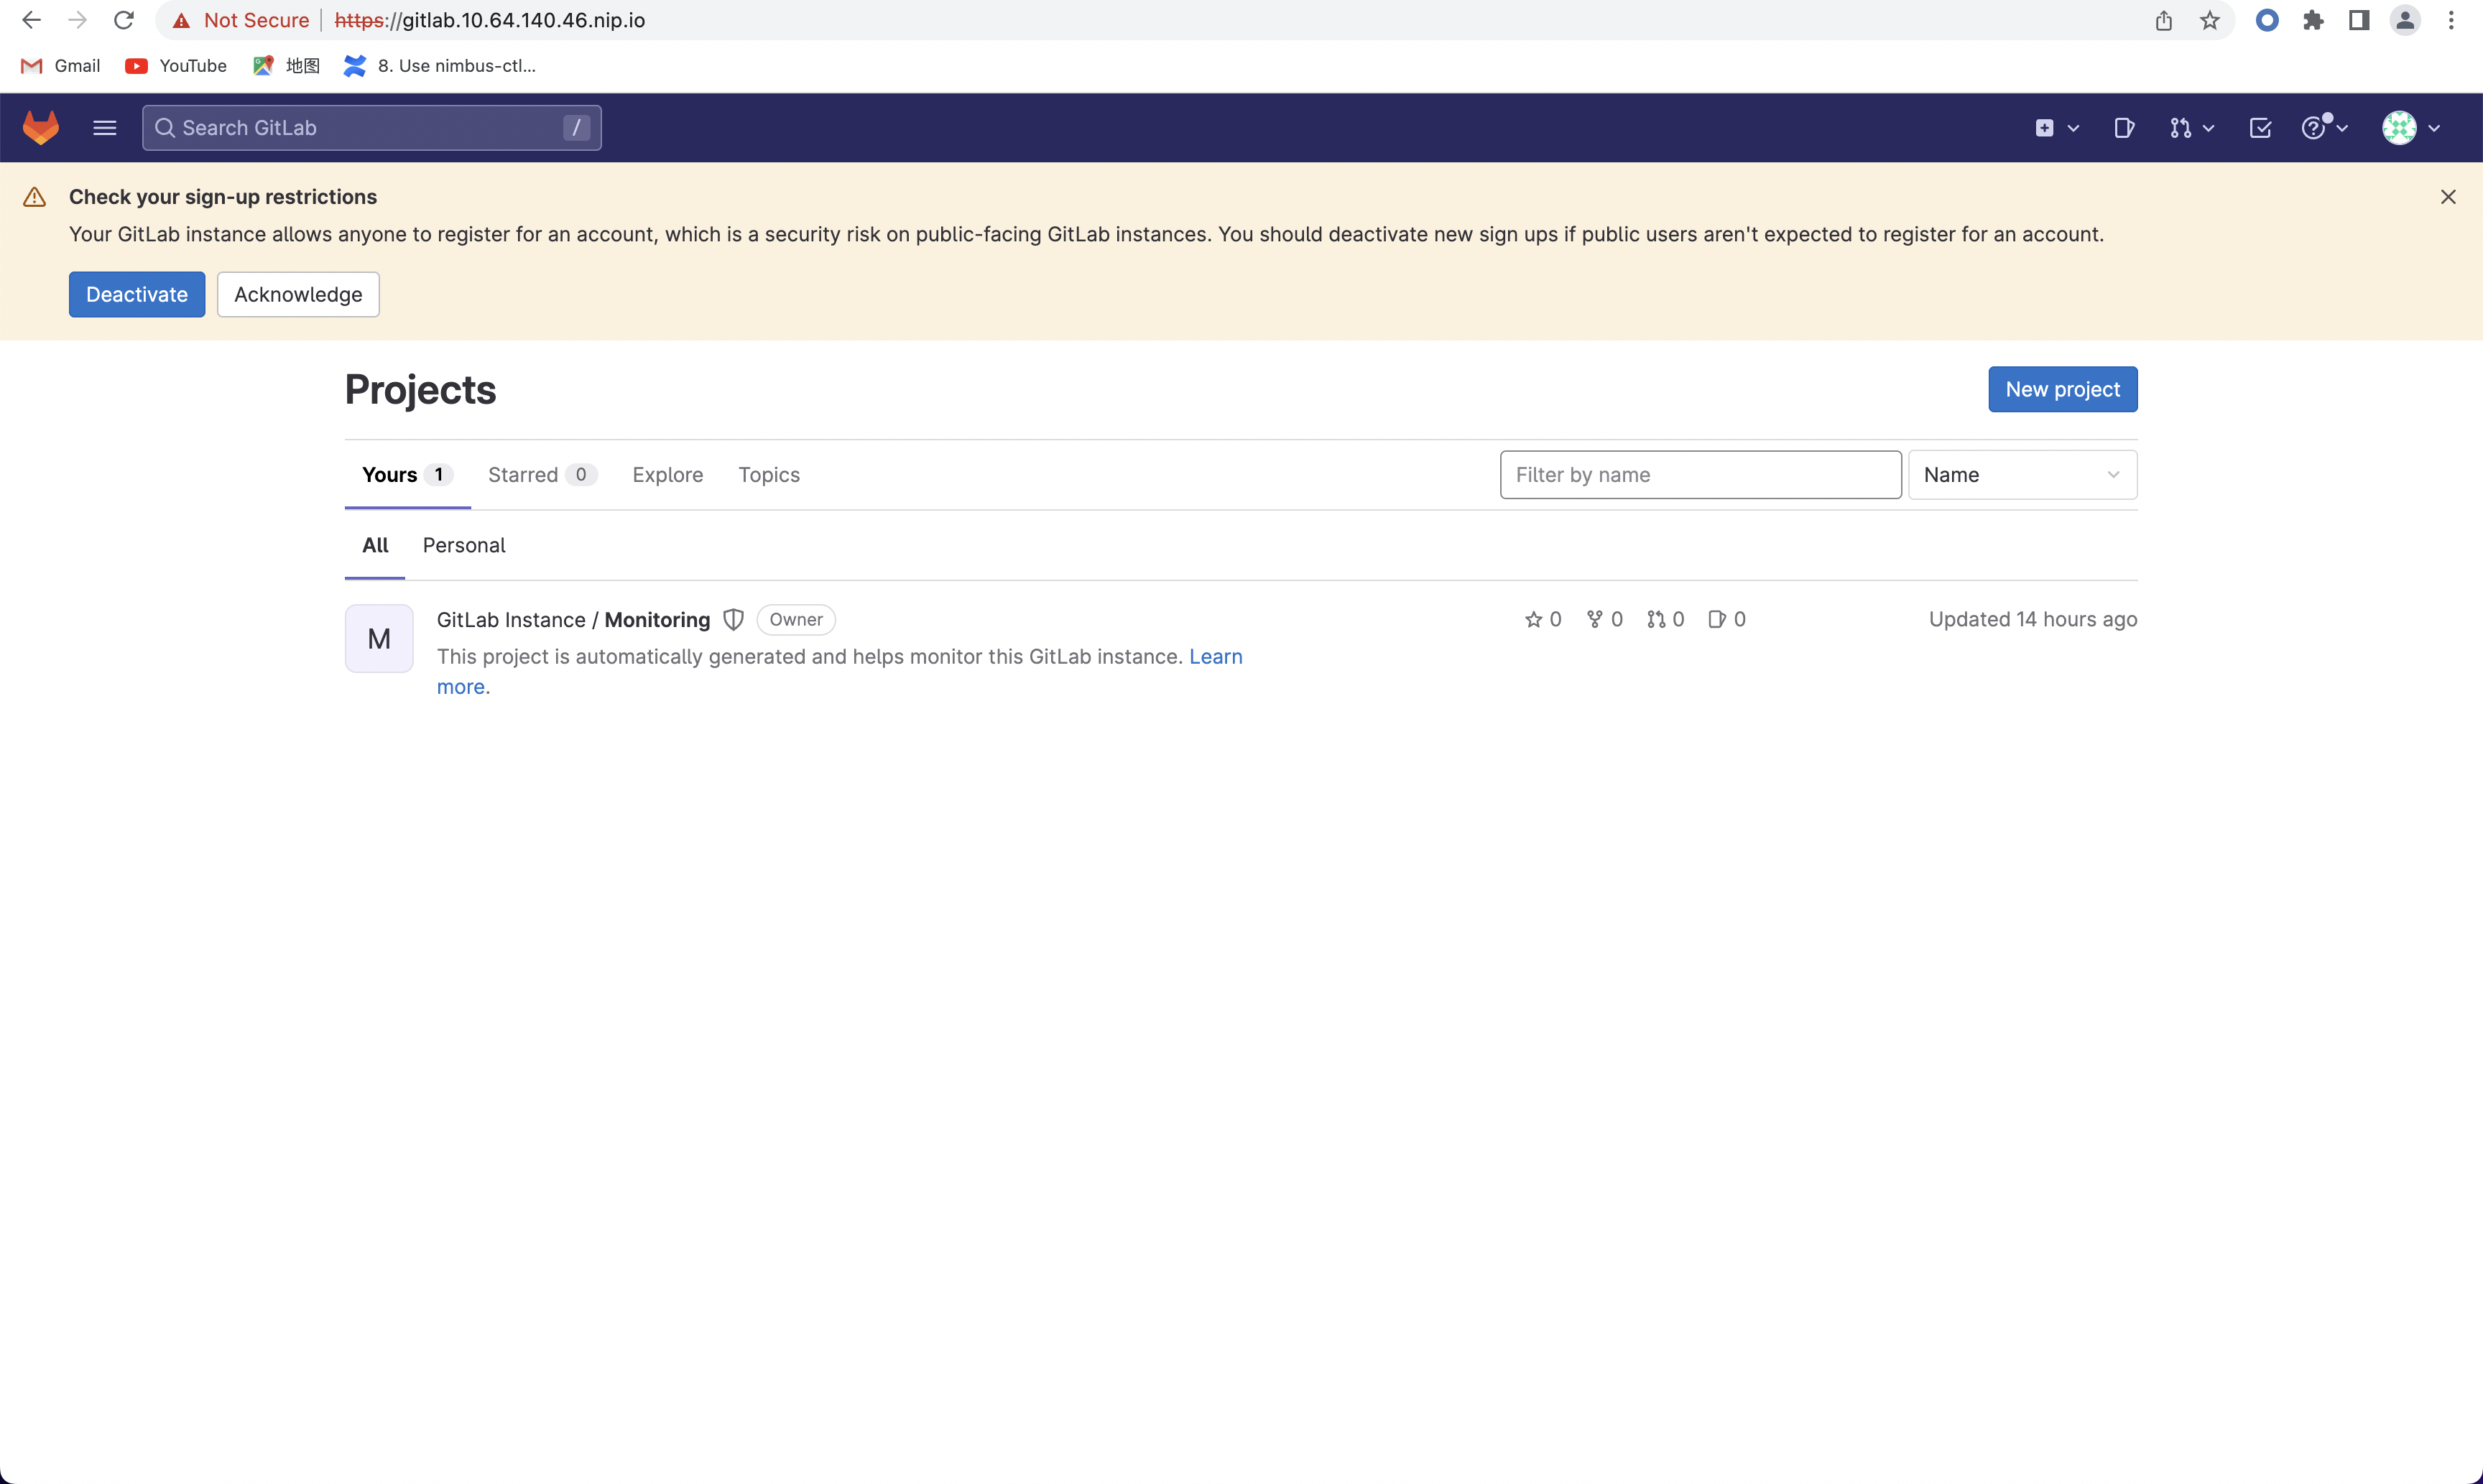 Not Secure | https://gitlab.10.64.140.46.nip.io
Gmail YouTube 地图 8. Use nimbus-ctl...
Search GitLab /
Check your sign-up restrictions
Your GitLab instance allows anyone to register for an account, which is a security risk on public-facing GitLab instances. You should deactivate new sign ups if public users aren't expected to register for an account.
Deactivate Acknowledge
Projects New project
Yours 1 Starred 0 Explore Topics Filter by name Name
All Personal
M GitLab Instance / Monitoring Owner 0 0 0 0 Updated 14 hours ago
This project is automatically generated and helps monitor this GitLab instance. Learn
more.